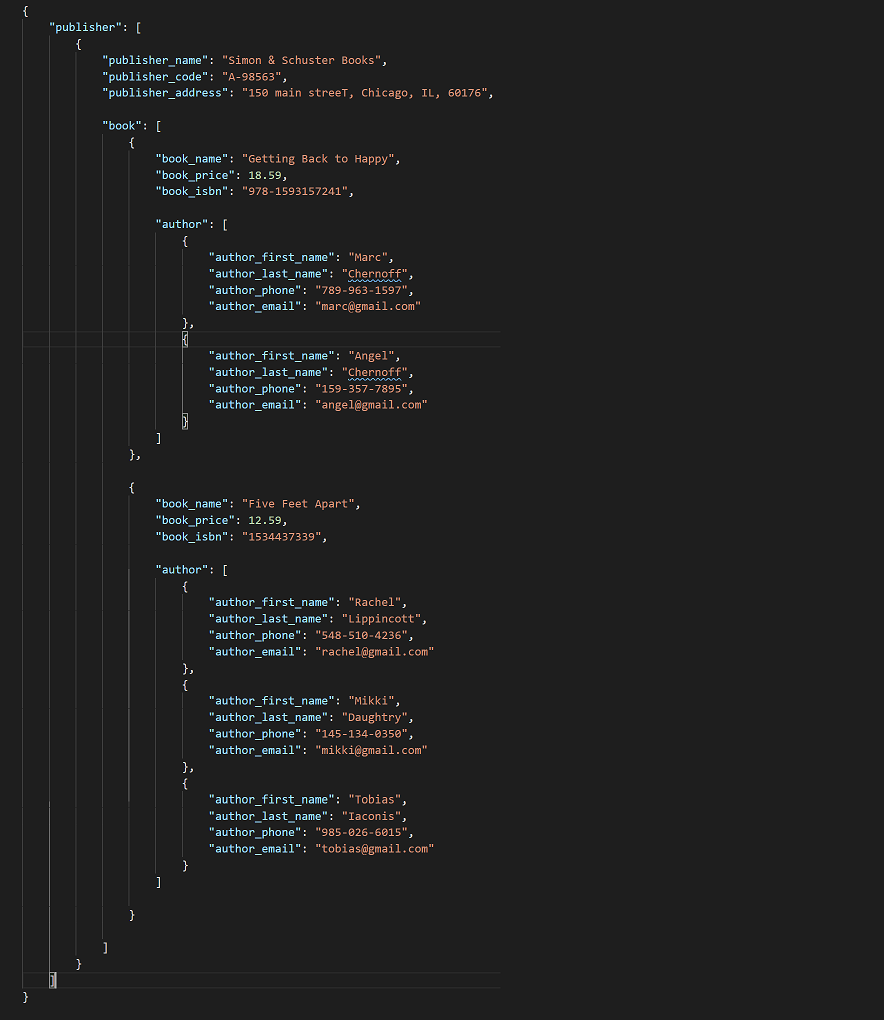 {
    "publisher": [
        {
            "publisher_name": "Simon & Schuster Books",
            "publisher_code": "A-98563",
            "publisher_address": "150 main streeT, Chicago, IL, 60176",

            "book": [
                {
                    "book_name": "Getting Back to Happy",
                    "book_price": 18.59,
                    "book_isbn": "978-1593157241",

                    "author": [
                        {
                            "author_first_name": "Marc",
                            "author_last_name": "Chernoff",
                            "author_phone": "789-963-1597",
                            "author_email": "marc@gmail.com"
                        },
                        {
                            "author_first_name": "Angel",
                            "author_last_name": "Chernoff",
                            "author_phone": "159-357-7895",
                            "author_email": "angel@gmail.com"
                        }
                    ]
                },

                {
                    "book_name": "Five Feet Apart",
                    "book_price": 12.59,
                    "book_isbn": "1534437339",

                    "author": [
                        {
                            "author_first_name": "Rachel",
                            "author_last_name": "Lippincott",
                            "author_phone": "548-510-4236",
                            "author_email": "rachel@gmail.com"
                        },
                        {
                            "author_first_name": "Mikki",
                            "author_last_name": "Daughtry",
                            "author_phone": "145-134-0350",
                            "author_email": "mikki@gmail.com"
                        },
                        {
                            "author_first_name": "Tobias",
                            "author_last_name": "Iaconis",
                            "author_phone": "985-026-6015",
                            "author_email": "tobias@gmail.com"
                        }
                    ]

                }

            ]
        }
    ]
}